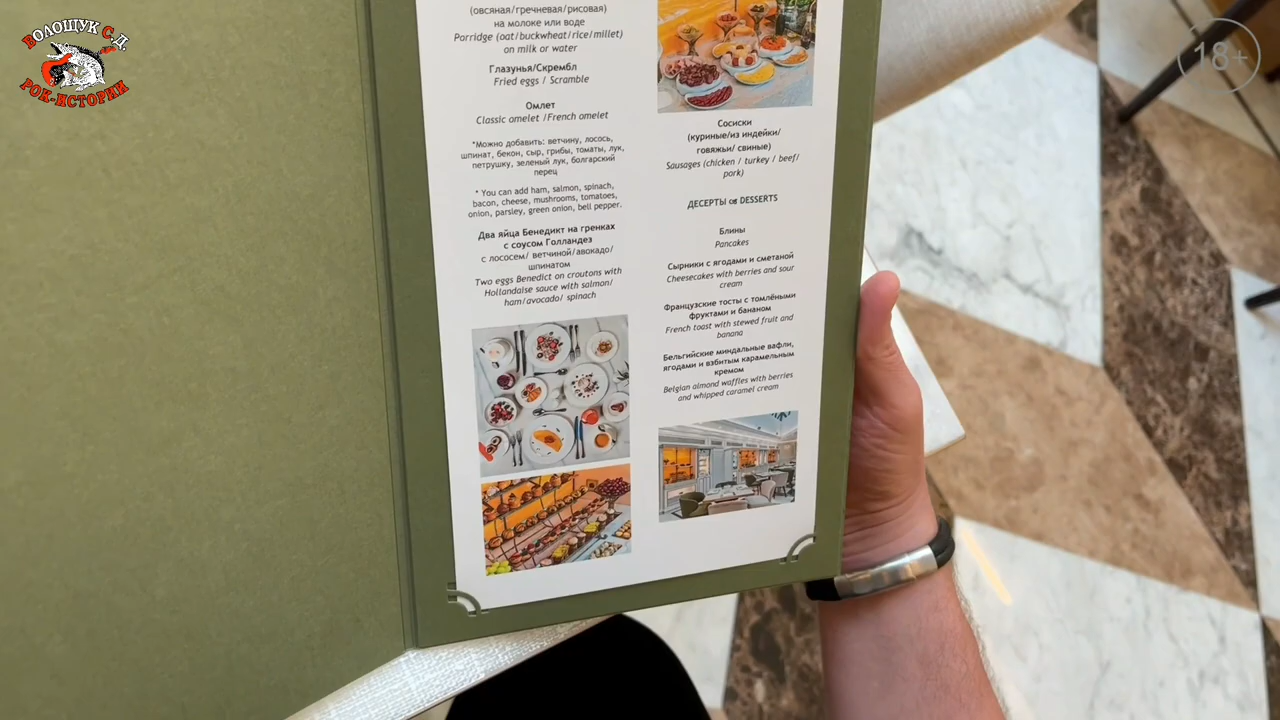 ВОЛОЩУК С.Д.
РОК-ИСТОРИИ
18+
(овсяная/гречневая/рисовая)
на молоке или воде
Porridge (oat/buckwheat/rice/millet)
on milk or water
Глазунья/Скрембл
Fried eggs / Scramble
Омлет
Classic omelet /French omelet
*Можно добавить: ветчину, лосось,
шпинат, бекон, сыр, грибы, томаты, лук,
петрушку, зеленый лук, болгарский
перец
* You can add ham, salmon, spinach,
bacon, cheese, mushrooms, tomatoes,
onion, parsley, green onion, bell pepper.
Два яйца Бенедикт на гренках
с соусом Голландез
с лососем/ ветчиной/авокадо/
шпинатом
Two eggs Benedict on croutons with
Hollandaise sauce with salmon/
ham/avocado/ spinach
Сосиски
(куриные/из индейки/
говяжьи/ свиные)
Sausages (chicken / turkey / beef/
pork)
ДЕСЕРТЫ DESSERTS
Блины
Pancakes
Сырники с ягодами и сметаной
Cheesecakes with berries and sour
cream
Французские тосты с томлёными
фруктами и бананом
French toast with stewed fruit and
banana
Бельгийские миндальные вафли,
ягодами и взбитым карамельным
кремом
Belgian almond waffles with berries
and whipped caramel cream